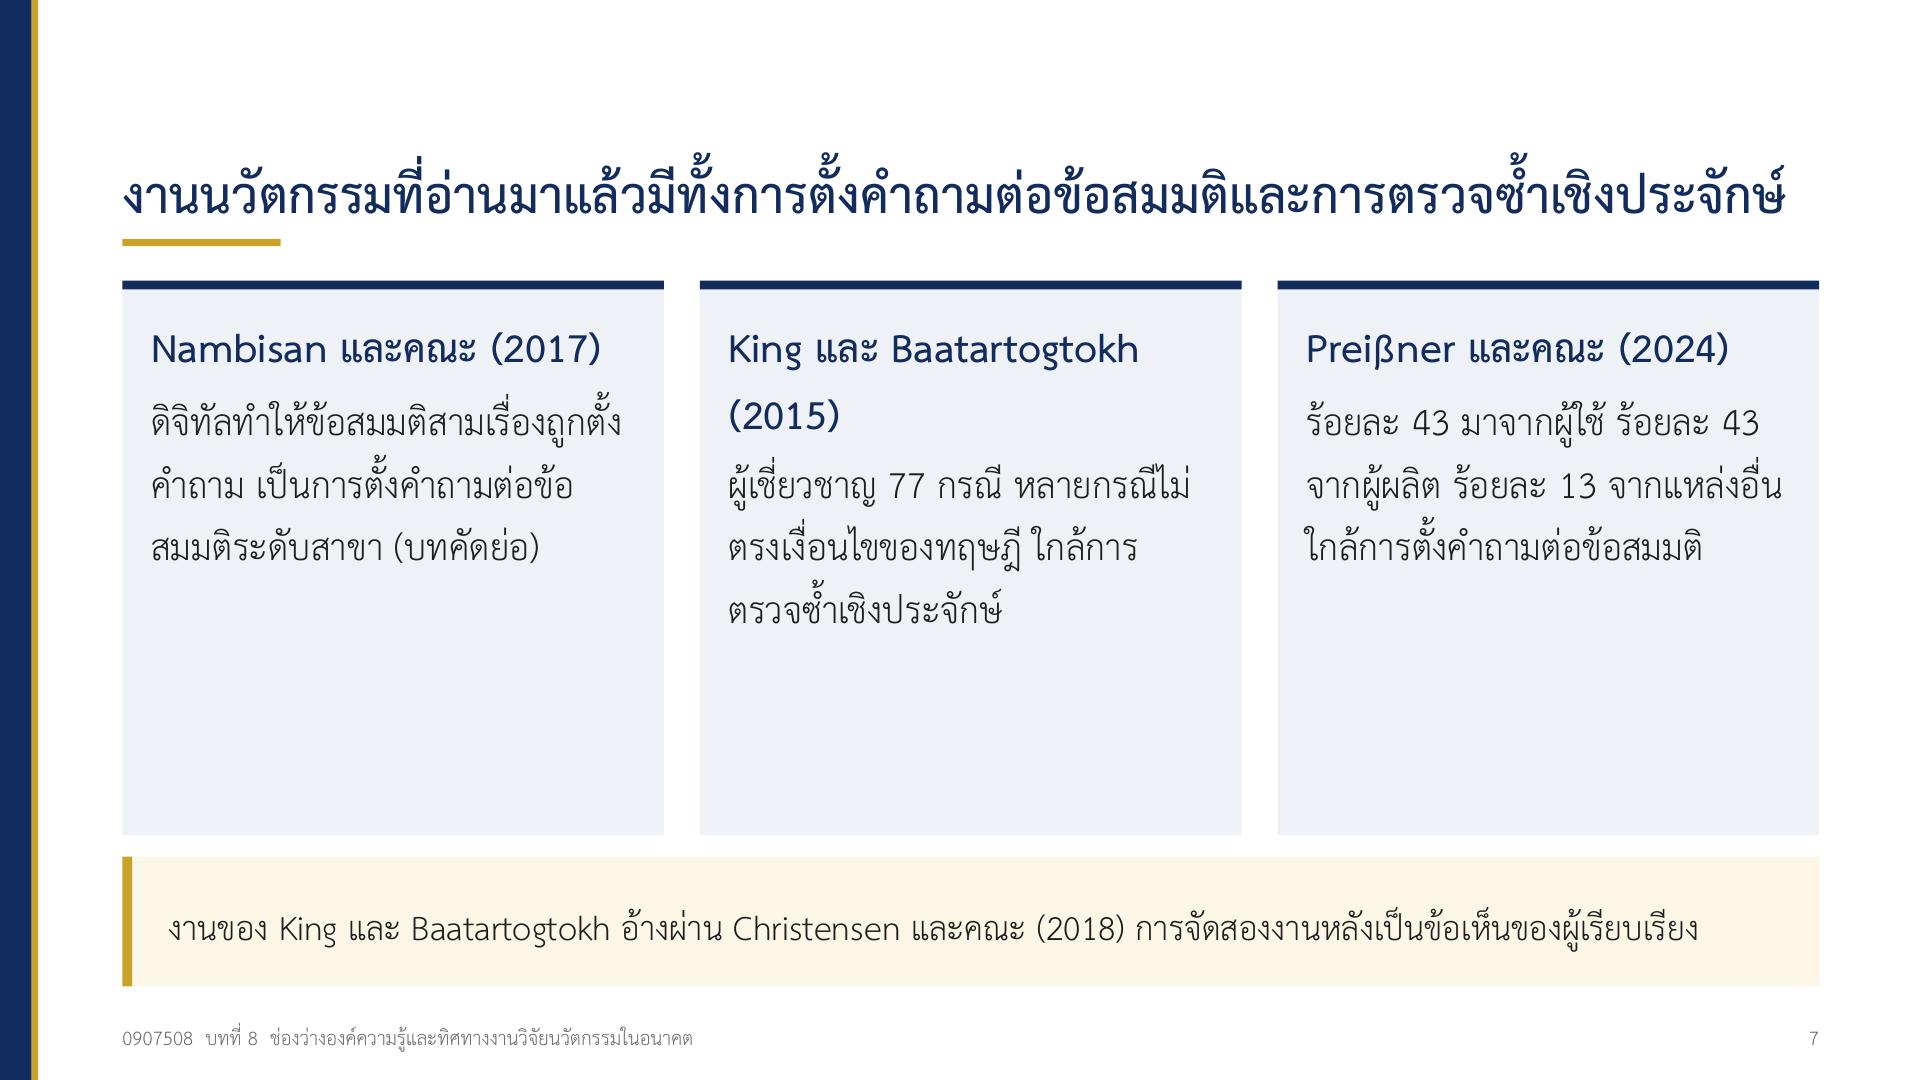 งานนวัตกรรมที่อ่านมาแล้วมีทั้งการตั้งคำถามต่อข้อสมมติและการตรวจซ้ำเชิงประจักษ์
Nambisan และคณะ (2017)
ดิจิทัลทำให้ข้อสมมติสามเรื่องถูกตั้ง
คำถาม เป็นการตั้งคำถามต่อข้อ
สมมติระดับสาขา (บทคัดย่อ)
King และ Baatartogtokh
(2015)
ผู้เชี่ยวชาญ 77 กรณี หลายกรณีไม่
ตรงเงื่อนไขของทฤษฎี ใกล้การ
ตรวจซ้ำเชิงประจักษ์
Preißner และคณะ (2024)
ร้อยละ 43 มาจากผู้ใช้ ร้อยละ 43
จากผู้ผลิต ร้อยละ 13 จากแหล่งอื่น
ใกล้การตั้งคำถามต่อข้อสมมติ
งานของ King และ Baatartogtokh อ้างผ่าน Christensen และคณะ (2018) การจัดสองงานหลังเป็นข้อเห็นของผู้เรียบเรียง
0907508 บทที่ 8 ช่องว่างองค์ความรู้และทิศทางงานวิจัยนวัตกรรมในอนาคต
7